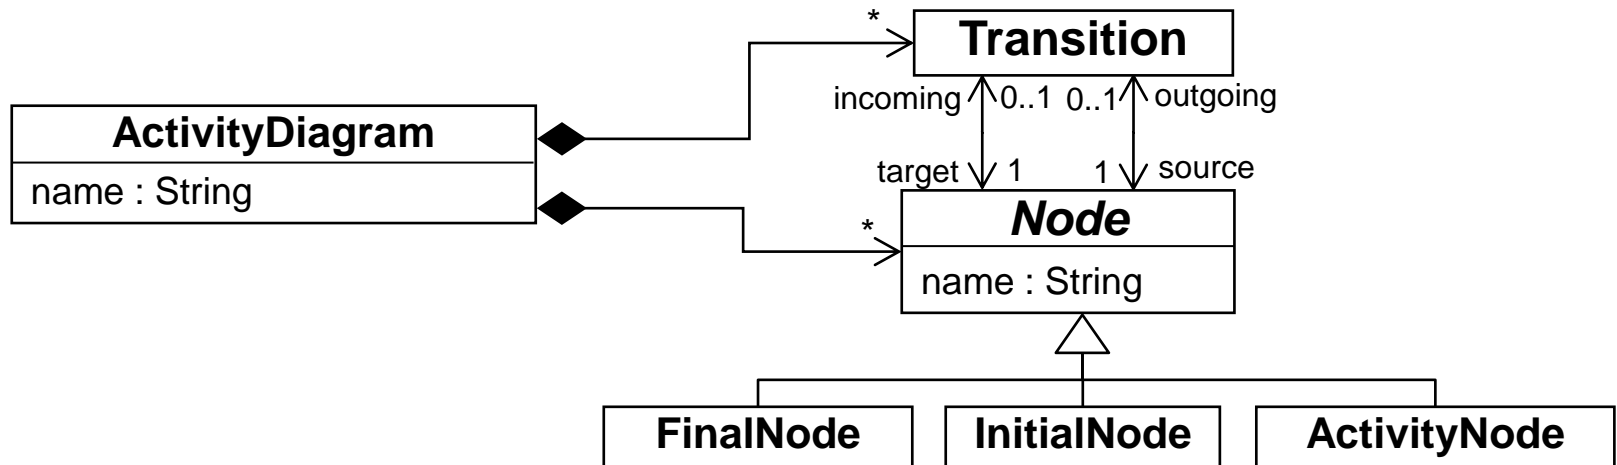 *
Transition
incoming 0..1 0..1 outgoing
ActivityDiagram
name : String
target 1 1 source
*
Node
name : String
FinalNode InitialNode ActivityNode